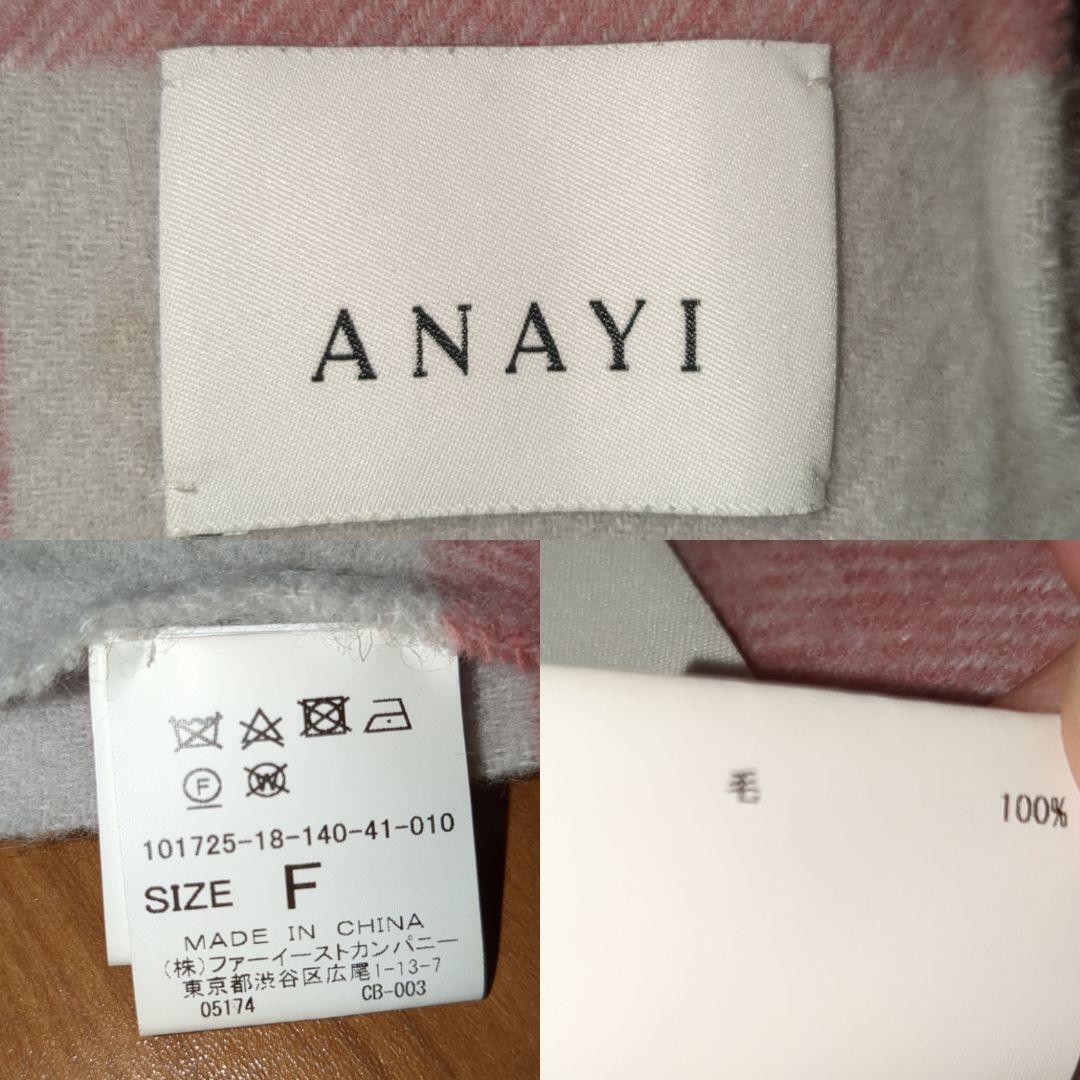 ANAYI
F W
101725-18-140-41-010
SIZE F
MADE IN CHINA
(株)ファーイーストカンパニー
東京都渋谷区広尾1-13-7
05174 CB-003
毛 100%